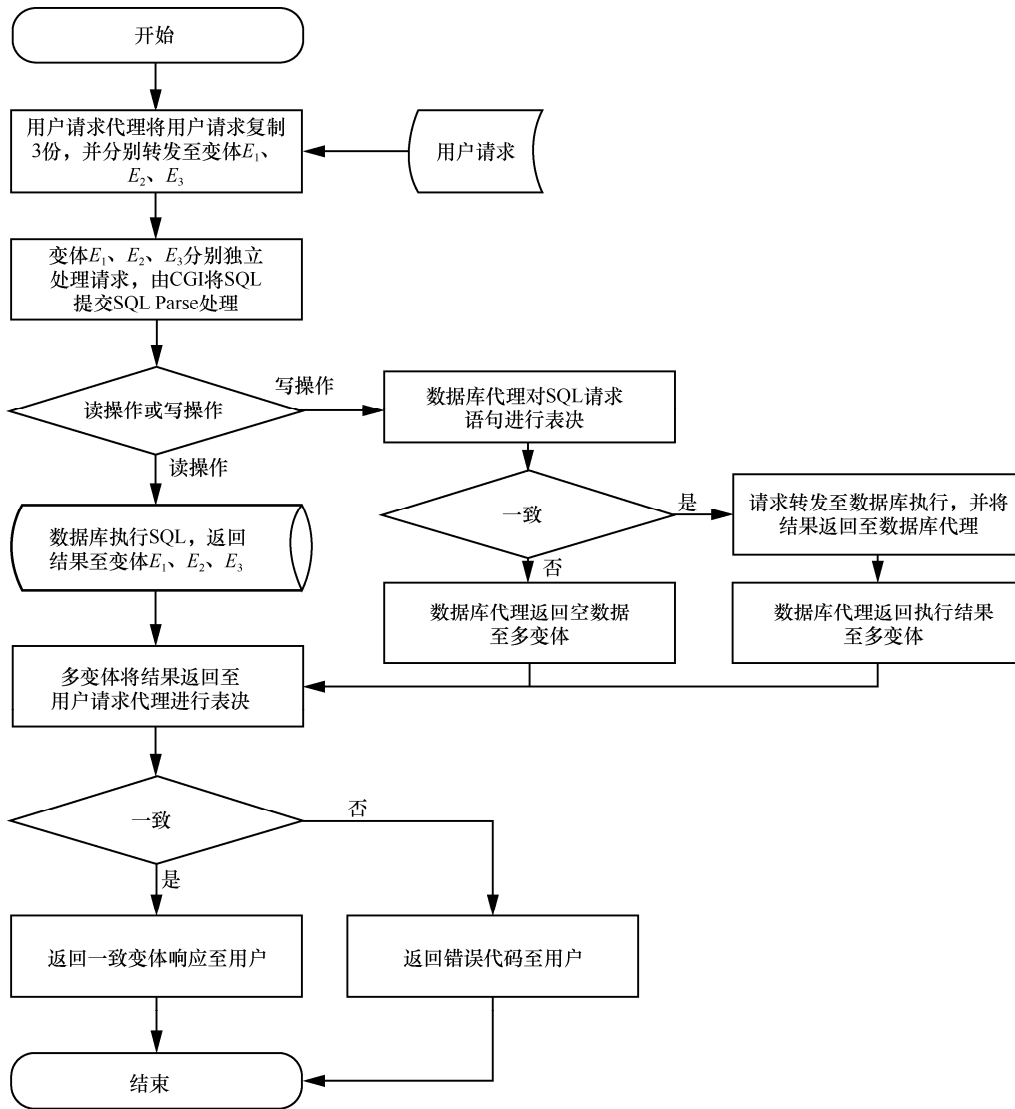 开始
用户请求代理将用户请求复制
3份，并分别转发至变体E₁、
E₂、E₃
用户请求
变体E₁、E₂、E₃分别独立
处理请求，由CGI将SQL
提交SQL Parse处理
读操作或写操作
写操作
读操作
数据库代理对SQL请求
语句进行表决
一致
是
否
请求转发至数据库执行，并将
结果返回至数据库代理
数据库执行SQL，返回
结果至变体E₁、E₂、E₃
数据库代理返回空数据
至多变体
数据库代理返回执行结果
至多变体
多变体将结果返回至
用户请求代理进行表决
一致
否
是
返回一致变体响应至用户
返回错误代码至用户
结束